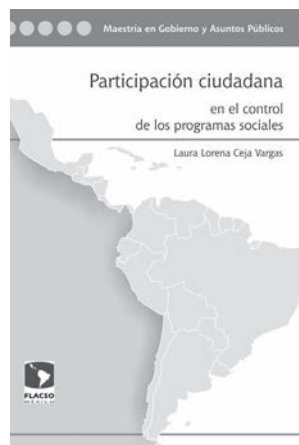 Maestría en Gobierno y Asuntos Públicos
Participación ciudadana
en el control
de los programas sociales
Laura Lorena Ceja Vargas
FLACSO
MÉXICO